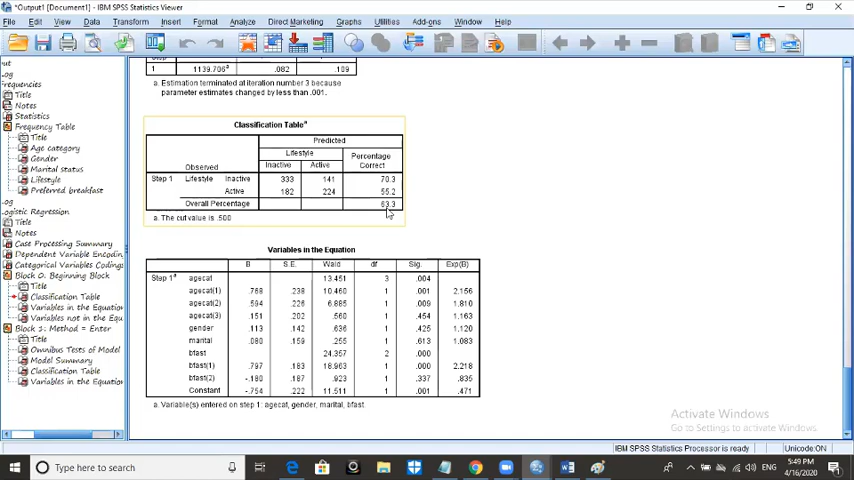 *Output1 [Document1] - IBM SPSS Statistics Viewer
File Edit View Data Transform Insert Format Analyze Direct Marketing Graphs Utilities Add-ons Window Help
1 1139.706a .082 .109
a. Estimation terminated at iteration number 3 because
parameter estimates changed by less than .001.
Classification Tablea
Predicted
Lifestyle Percentage
Observed Inactive Active Correct
Step 1 Lifestyle Inactive 333 141 70.3
Active 182 224 55.2
Overall Percentage 63.3
a. The cut value is .500
Variables in the Equation
B S.E. Wald df Sig. Exp(B)
Step 1a agecat 13.451 3 .004
agecat(1) .768 .238 10.460 1 .001 2.156
agecat(2) .594 .226 6.885 1 .009 1.810
agecat(3) .151 .202 .560 1 .454 1.163
gender .113 .142 .636 1 .425 1.120
marital .080 .159 .255 1 .613 1.083
bfast 24.357 2 .000
bfast(1) .797 .183 18.963 1 .000 2.218
bfast(2) -.180 .187 .923 1 .337 .835
Constant -.754 .222 11.511 1 .001 .471
a. Variable(s) entered on step 1: agecat, gender, marital, bfast.
ut
og
requencies
Title
Notes
Statistics
Frequency Table
Title
Age category
Gender
Marital status
Lifestyle
Preferred breakfast
og
ogistic Regression
Title
Notes
Case Processing Summary
Dependent Variable Encodin
Categorical Variables Codings
Block 0: Beginning Block
Title
Classification Table
Variables in the Equation
Variables not in the Equ
Block 1: Method = Enter
Title
Omnibus Tests of Model
Model Summary
Classification Table
Variables in the Equation
Activate Windows
Go to Settings to activate Windows.
IBM SPSS Statistics Processor is ready Unicode:ON
Type here to search
ENG
5:49 PM
4/16/2020